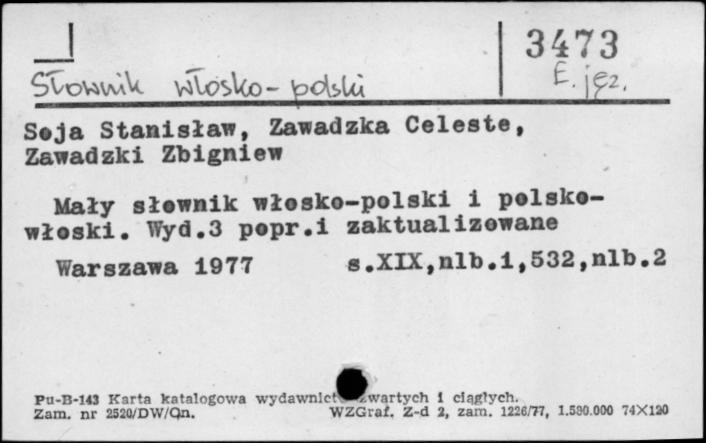 3473
Słownik włosko-polski
E. jęz.
Soja Stanisław, Zawadzka Celeste,
Zawadzki Zbigniew
Mały słownik włosko-polski i polsko-
włoski. Wyd.3 popr.i zaktualizowane
Warszawa 1977 s.XIX,nlb.1,532,nlb.2
Pu-B-143 Karta katalogowa wydawnict zwartych i ciągłych.
Zam. nr 2520/DW/Qn. WZGraf. Z-d 2, zam. 1226/77, 1.580.000 74X120